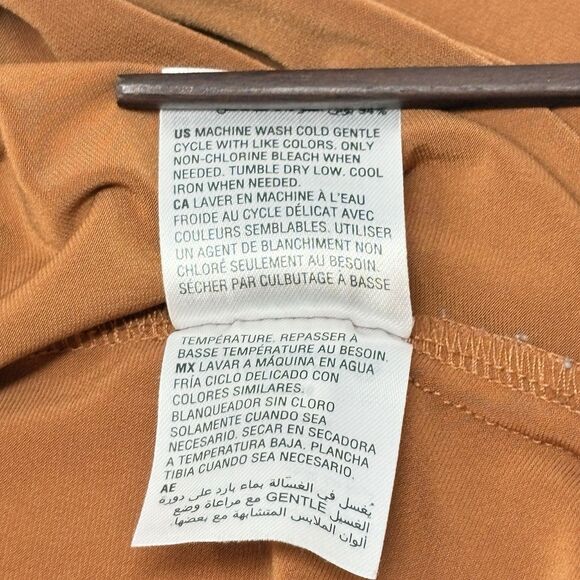 94%
US MACHINE WASH COLD GENTLE
CYCLE WITH LIKE COLORS. ONLY
NON-CHLORINE BLEACH WHEN
NEEDED. TUMBLE DRY LOW. COOL
IRON WHEN NEEDED.
CA LAVER EN MACHINE À L'EAU
FROIDE AU CYCLE DÉLICAT AVEC
COULEURS SEMBLABLES. UTILISER
UN AGENT DE BLANCHIMENT NON
CHLORÉ SEULEMENT AU BESOIN.
SÉCHER PAR CULBUTAGE À BASSE
TEMPÉRATURE. REPASSER A
BASSE TEMPÉRATURE AU BESOIN.
MX LAVAR A MÁQUINA EN AGUA
FRÍA CICLO DELICADO CON
COLORES SIMILARES.
BLANQUEADOR SIN CLORO
SOLAMENTE CUANDO SEA
NECESARIO. SECAR EN SECADORA
A TEMPERATURA BAJA. PLANCHA
TIBIA CUANDO SEA NECESARIO.
AE
يُغسل في الغسالة بماء بارد على دورة
الغسيل GENTLE مع مراعاة وضع
ألوان الملابس المتشابهة مع بعضها.